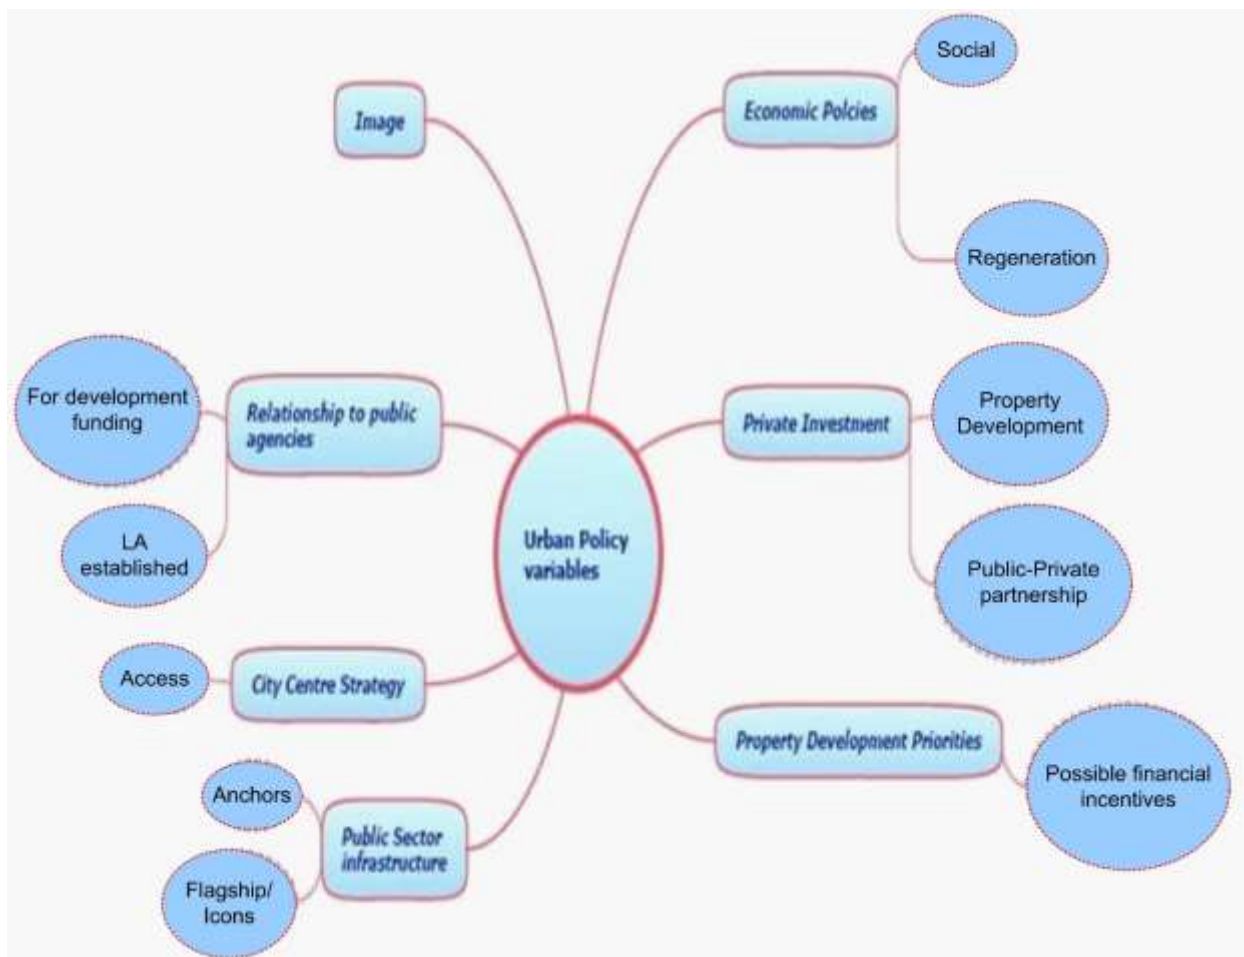 Social
Economic Polcies
Image
Regeneration
For development
funding
Relationship to public
agencies
Private Investment
Property
Development
LA
established
Urban Policy
variables
Public-Private
partnership
Access
City Centre Strategy
Property Development Priorities
Possible financial
incentives
Anchors
Public Sector
infrastructure
Flagship/
Icons